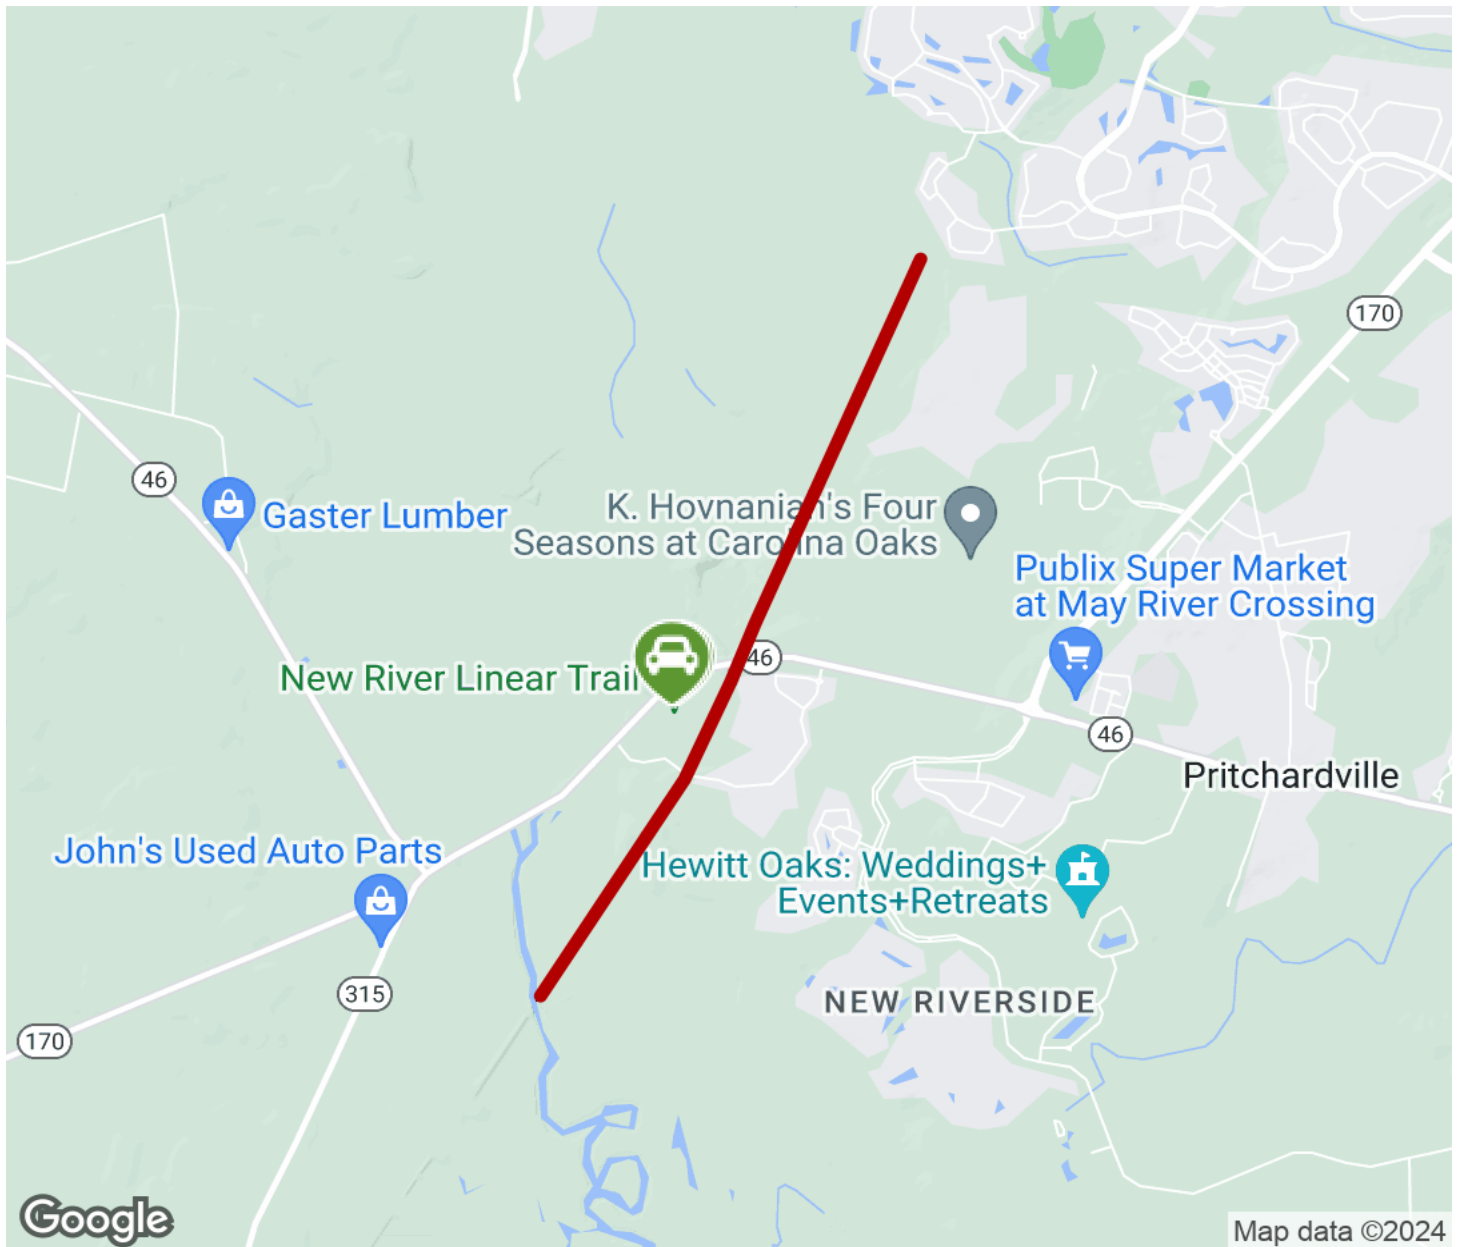 170
46
Gaster Lumber
K. Hovnanian's Four
Seasons at Carolina Oaks
Publix Super Market
at May River Crossing
New River Linear Trail
46
46
Pritchardville
John's Used Auto Parts
Hewitt Oaks: Weddings+
Events+Retreats
315
NEW RIVERSIDE
170
Google
Map data ©2024